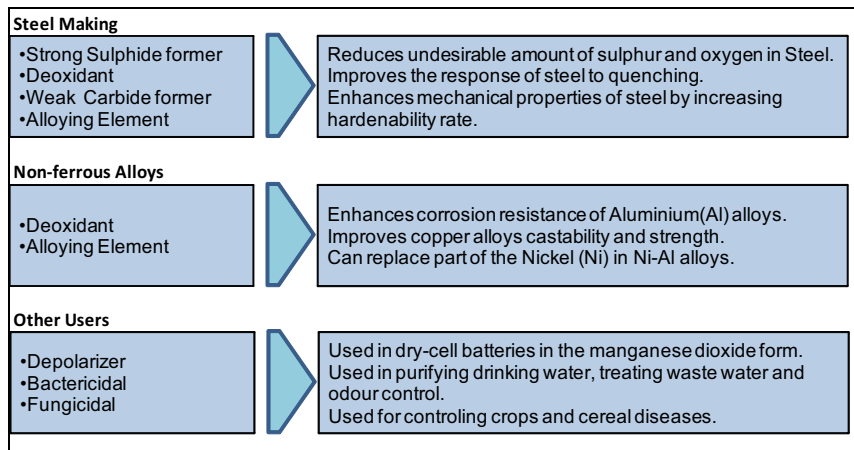 Steel Making
•Strong Sulphide former
•Deoxidant
•Weak Carbide former
•Alloying Element
Reduces undesirable amount of sulphur and oxygen in Steel.
Improves the response of steel to quenching.
Enhances mechanical properties of steel by increasing
hardenability rate.
Non-ferrous Alloys
•Deoxidant
•Alloying Element
Enhances corrosion resistance of Aluminium(Al) alloys.
Improves copper alloys castability and strength.
Can replace part of the Nickel (Ni) in Ni-Al alloys.
Other Users
•Depolarizer
•Bactericidal
•Fungicidal
Used in dry-cell batteries in the manganese dioxide form.
Used in purifying drinking water, treating waste water and
odour control.
Used for controling crops and cereal diseases.